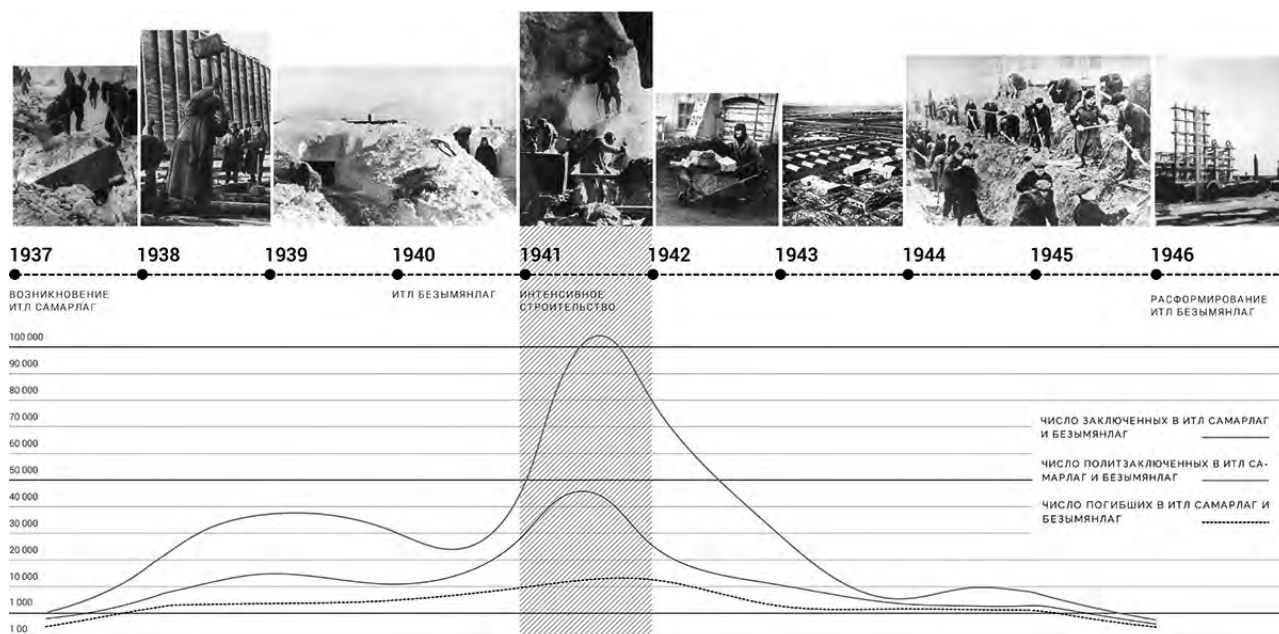 1937
1938
1939
1940
1941
1942
1943
1944
1945
1946
ВОЗНИКНОВЕНИЕ
ИТЛ САМАРЛАГ
ИТЛ БЕЗЫМЯНЛАГ
ИНТЕНСИВНОЕ
СТРОИТЕЛЬСТВО
РАСФОРМИРОВАНИЕ
ИТЛ БЕЗЫМЯНЛАГ
100 000
90 000
80 000
70 000
60 000
50 000
40 000
30 000
20 000
10 000
1 000
1 00
ЧИСЛО ЗАКЛЮЧЕННЫХ В ИТЛ САМАРЛАГ
И БЕЗЫМЯНЛАГ
ЧИСЛО ПОЛИТЗАКЛЮЧЕННЫХ В ИТЛ СА-
МАРЛАГ И БЕЗЫМЯНЛАГ
ЧИСЛО ПОГИБШИХ В ИТЛ САМАРЛАГ И
БЕЗЫМЯНЛАГ